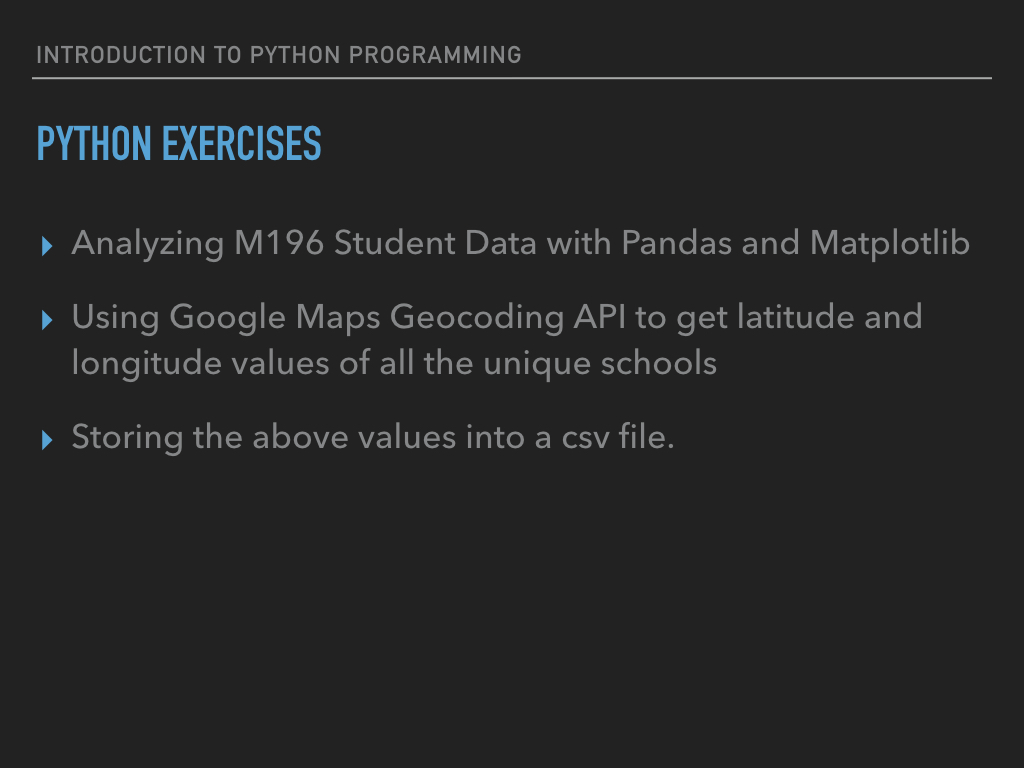 INTRODUCTION TO PYTHON PROGRAMMING
PYTHON EXERCISES
Analyzing M196 Student Data with Pandas and Matplotlib
Using Google Maps Geocoding API to get latitude and
longitude values of all the unique schools
Storing the above values into a csv file.